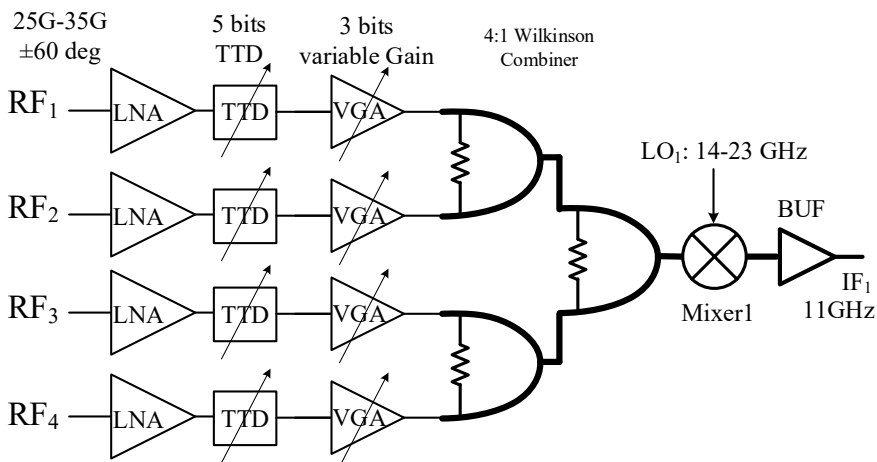 25G-35G
±60 deg
5 bits
TTD
3 bits
variable Gain
4:1 Wilkinson
Combiner
RF1
LNA
TTD
VGA
RF2
LNA
TTD
VGA
RF3
LNA
TTD
VGA
RF4
LNA
TTD
VGA
LO1: 14-23 GHz
Mixer1
BUF
IF1
11GHz